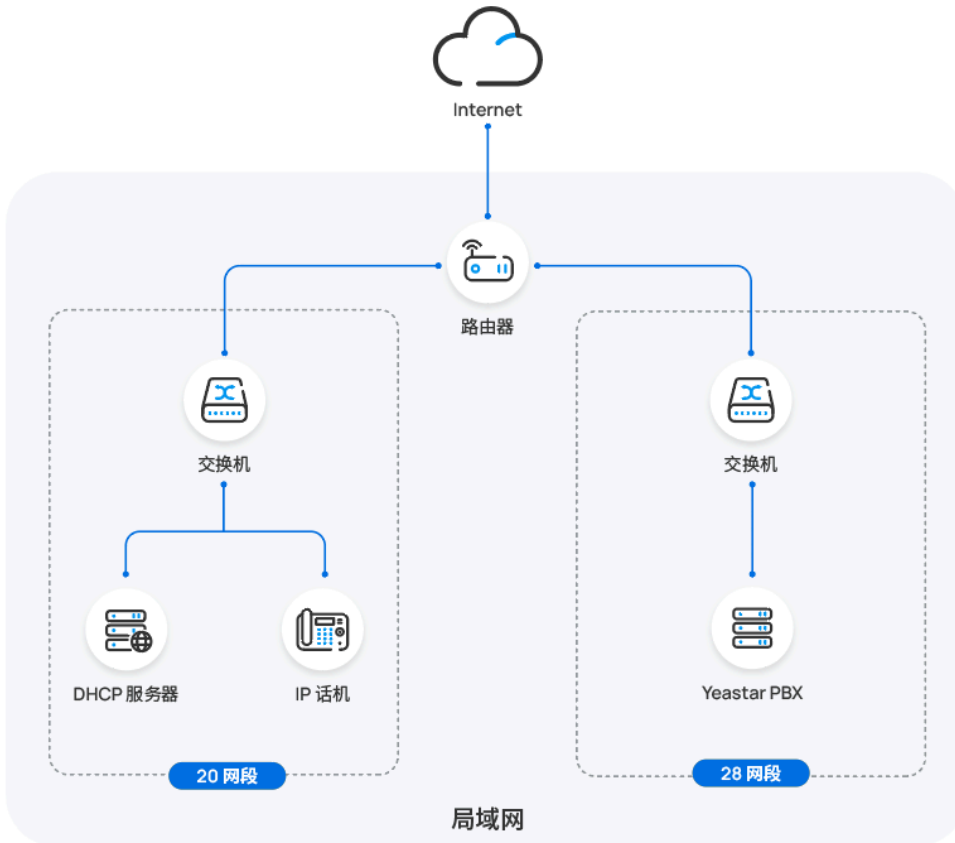 Internet
路由器
交换机
交换机
DHCP 服务器
IP 话机
Yeastar PBX
20 网段
28 网段
局域网